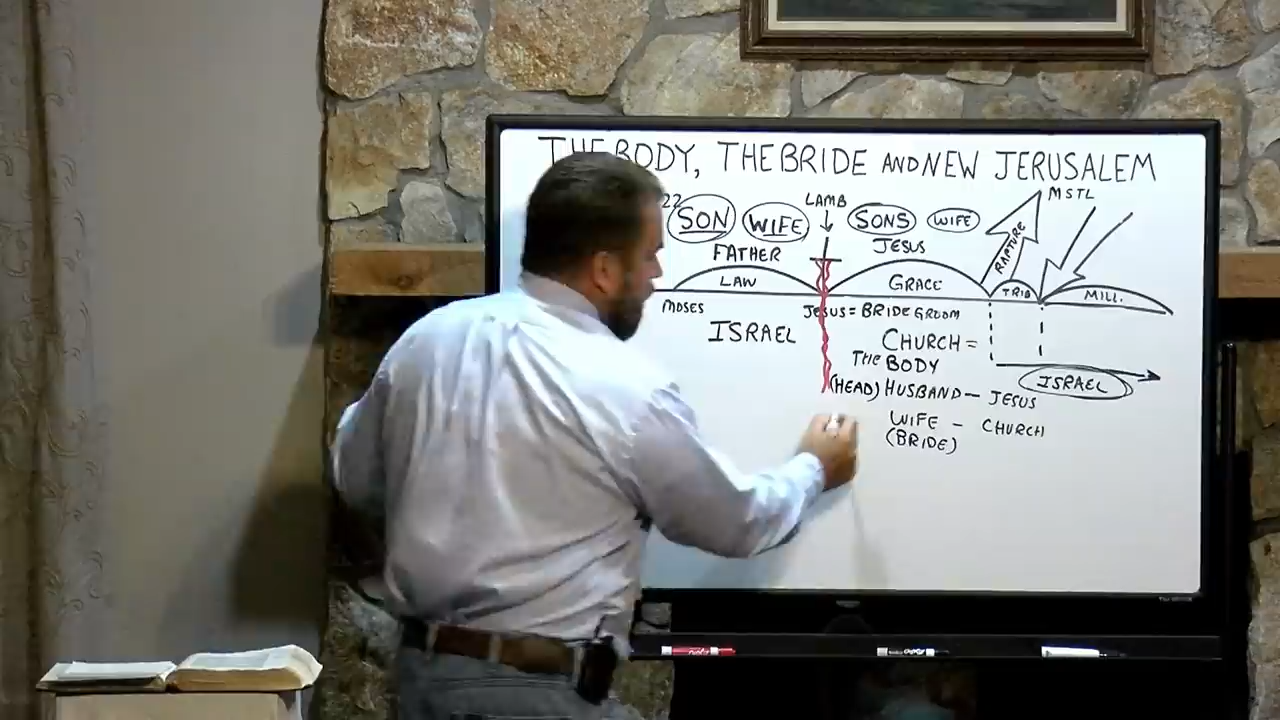 THE BODY, THE BRIDE AND NEW JERUSALEM
22 SON WIFE LAMB SONS WIFE RAPTURE MSTL
FATHER JESUS
LAW GRACE TRIB MILL.
MOSES JESUS = BRIDEGROOM
ISRAEL CHURCH =
THE BODY
ISRAEL
(HEAD) HUSBAND — JESUS
WIFE — CHURCH
(BRIDE)